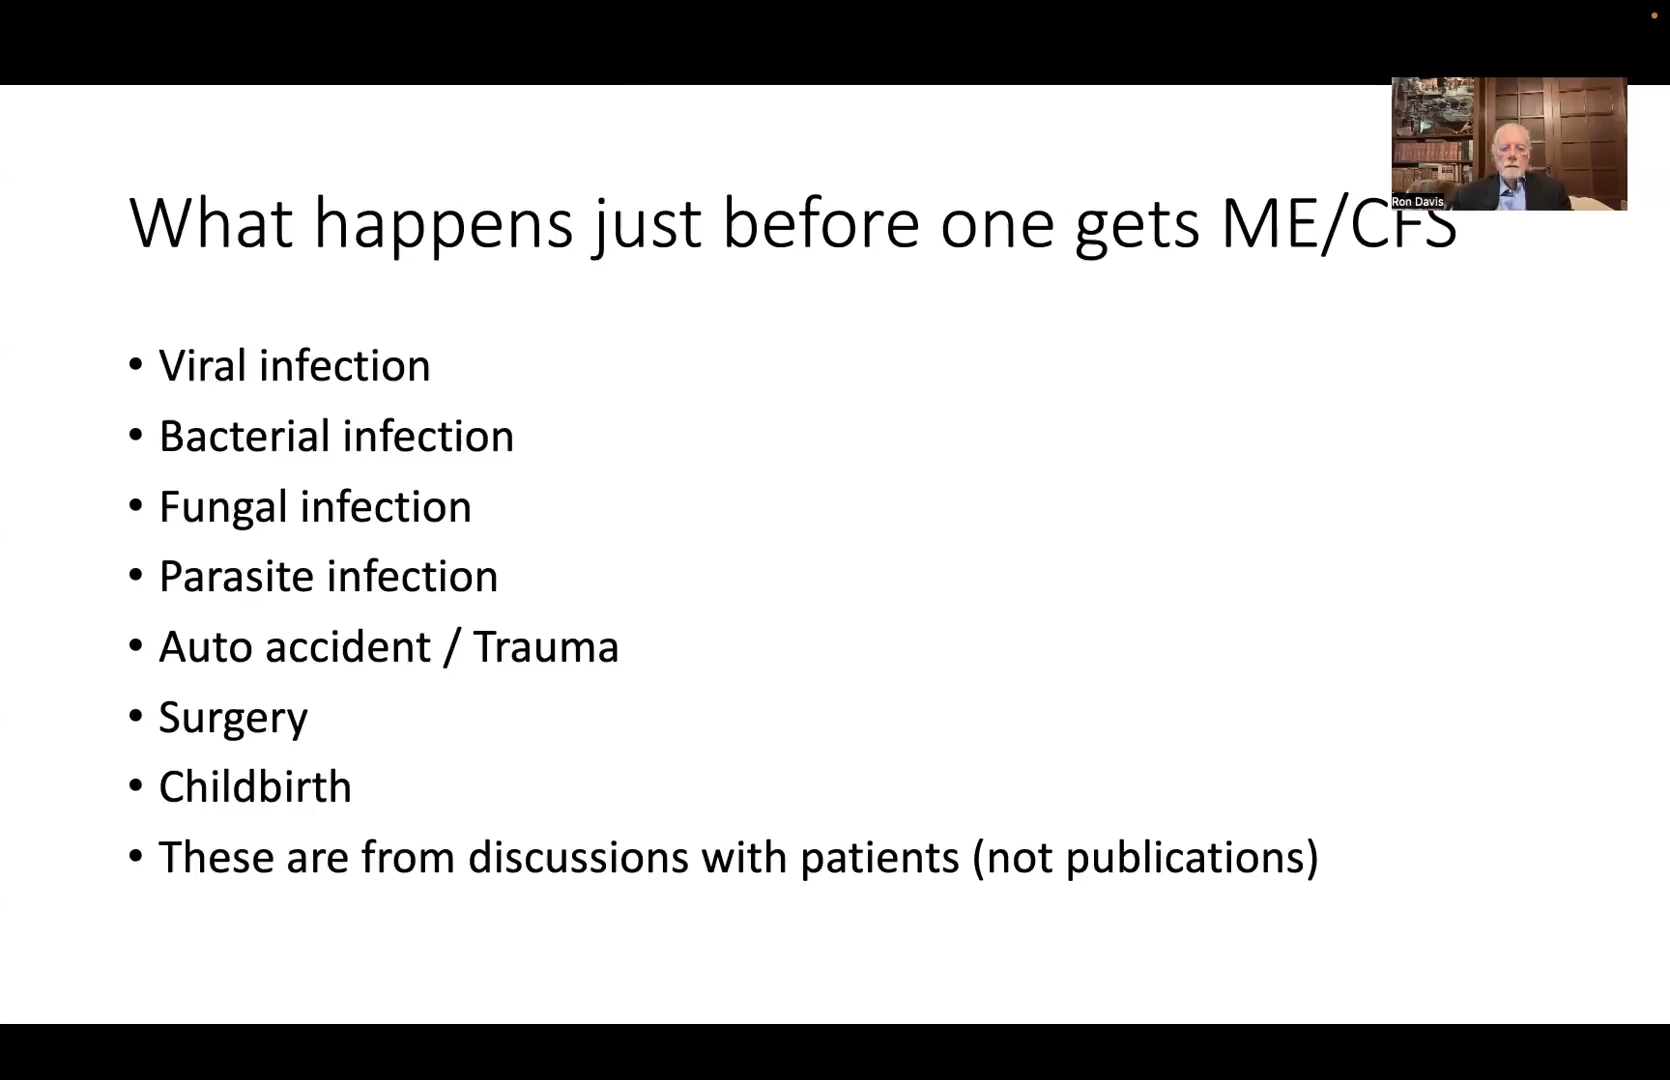 Ron Davis
What happens just before one gets ME/CFS
• Viral infection
• Bacterial infection
• Fungal infection
• Parasite infection
• Auto accident / Trauma
• Surgery
• Childbirth
• These are from discussions with patients (not publications)